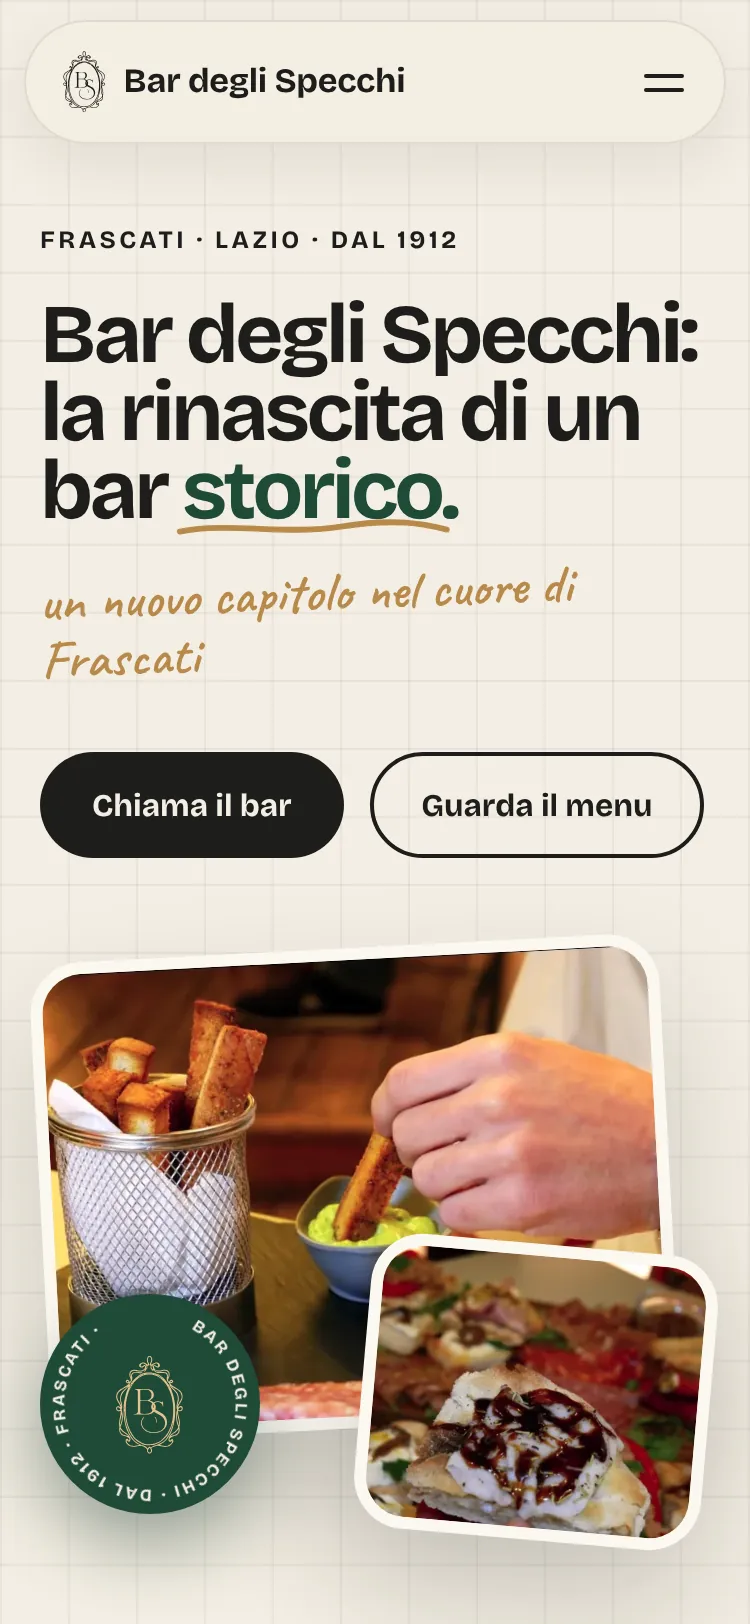 BS Bar degli Specchi
FRASCATI · LAZIO · DAL 1912
Bar degli Specchi:
la rinascita di un
bar storico.
un nuovo capitolo nel cuore di
Frascati
Chiama il bar
Guarda il menu
BAR DEGLI SPECCHI · DAL 1912 · FRASCATI ·
BS